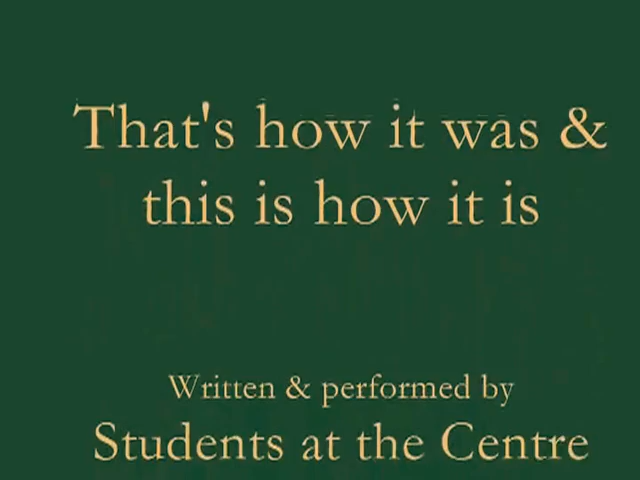 That's how it was &
this is how it is
Written & performed by
Students at the Centre